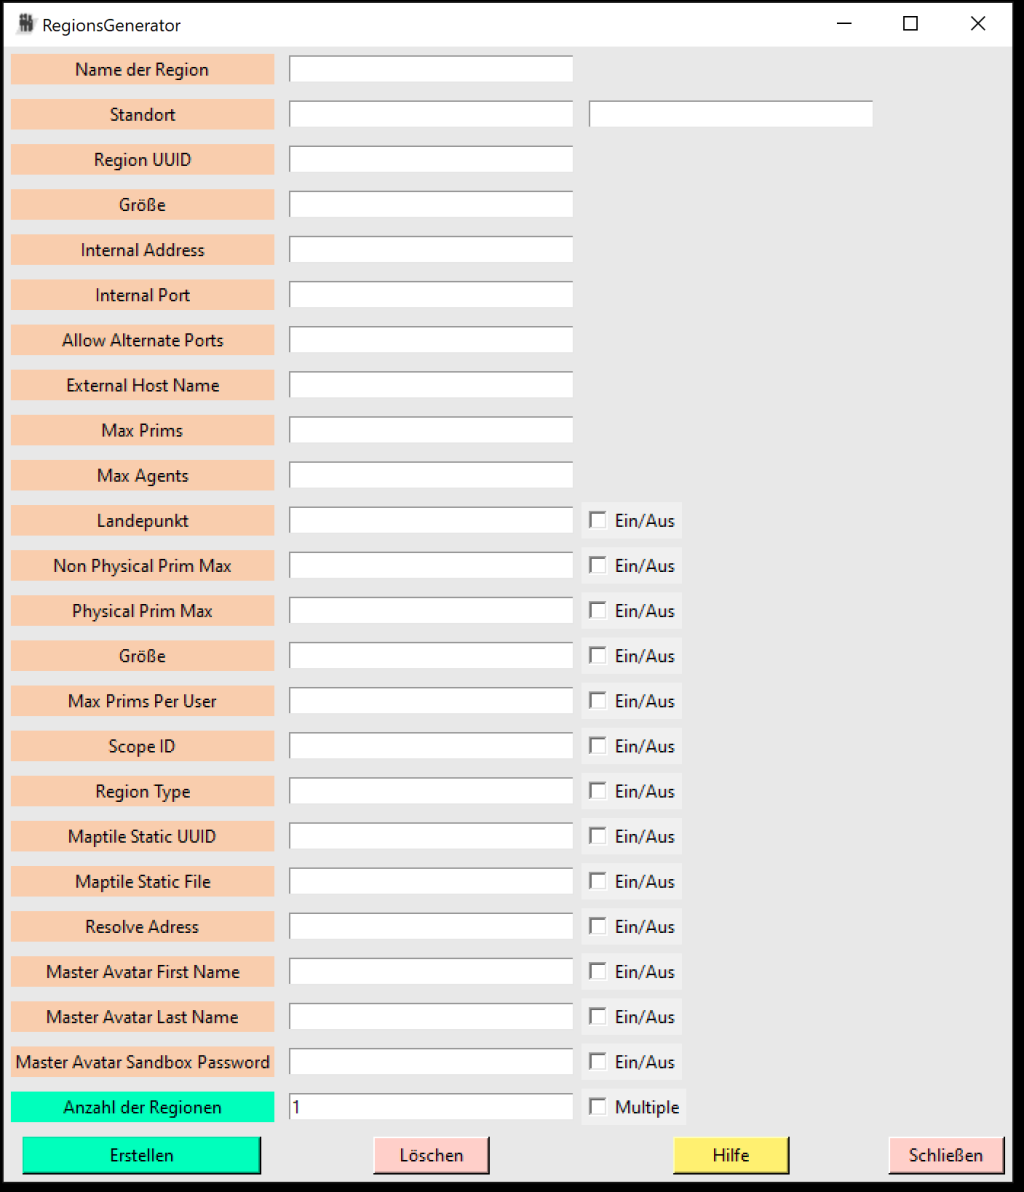 RegionsGenerator
Name der Region
Standort
Region UUID
Größe
Internal Address
Internal Port
Allow Alternate Ports
External Host Name
Max Prims
Max Agents
Landepunkt Ein/Aus
Non Physical Prim Max Ein/Aus
Physical Prim Max Ein/Aus
Größe Ein/Aus
Max Prims Per User Ein/Aus
Scope ID Ein/Aus
Region Type Ein/Aus
Maptile Static UUID Ein/Aus
Maptile Static File Ein/Aus
Resolve Adress Ein/Aus
Master Avatar First Name Ein/Aus
Master Avatar Last Name Ein/Aus
Master Avatar Sandbox Password Ein/Aus
Anzahl der Regionen 1 Multiple
Erstellen Löschen Hilfe Schließen